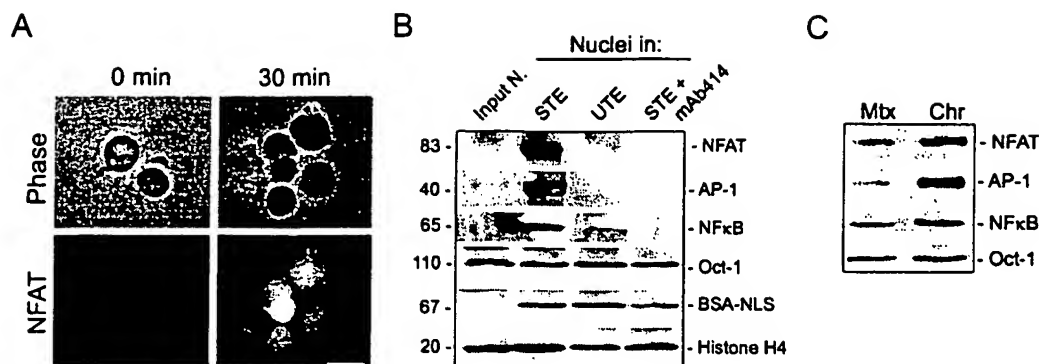 A
0 min 30 min
Phase
NFAT
B
Nuclei in:
Input N. STE UTE STE + mAb414
83 - - NFAT
40 - - AP-1
65 - - NFκB
110 - - Oct-1
67 - - BSA-NLS
20 - - Histone H4
C
Mtx Chr
- NFAT
- AP-1
- NFκB
- Oct-1